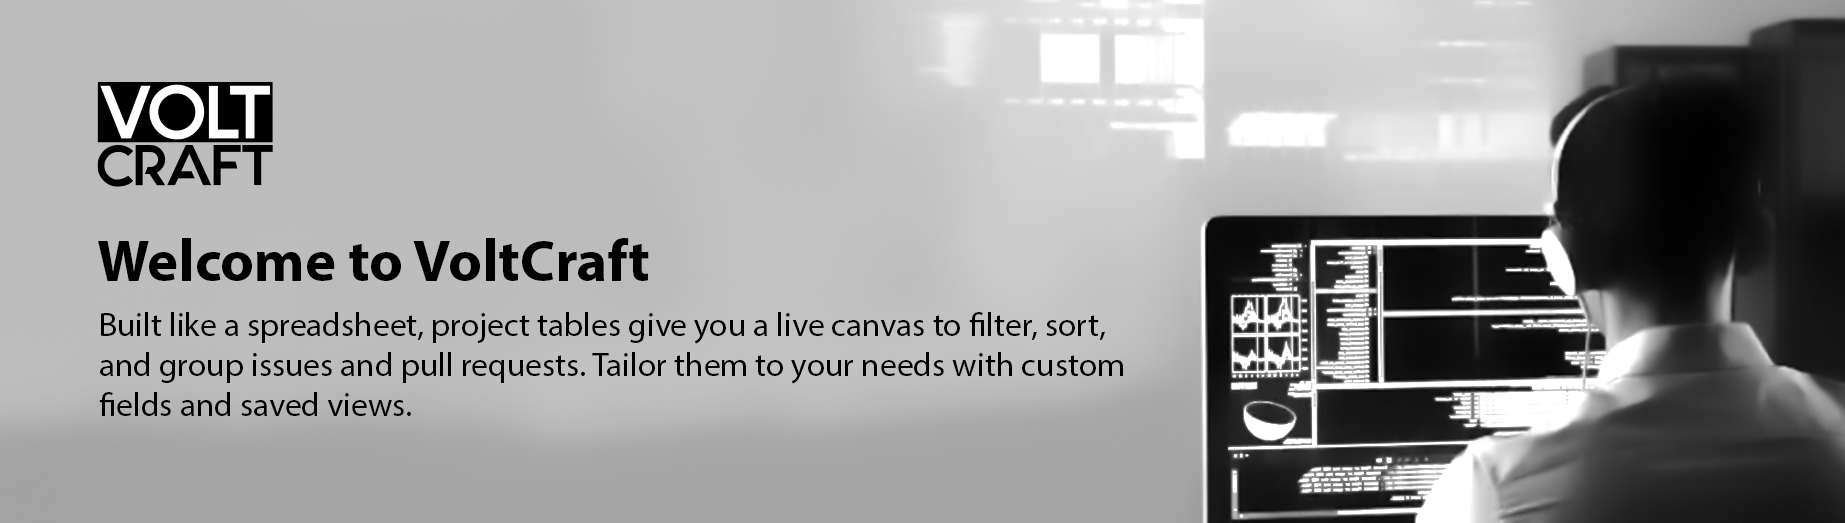 VOLT
CRAFT
Welcome to VoltCraft
Built like a spreadsheet, project tables give you a live canvas to filter, sort,
and group issues and pull requests. Tailor them to your needs with custom
fields and saved views.